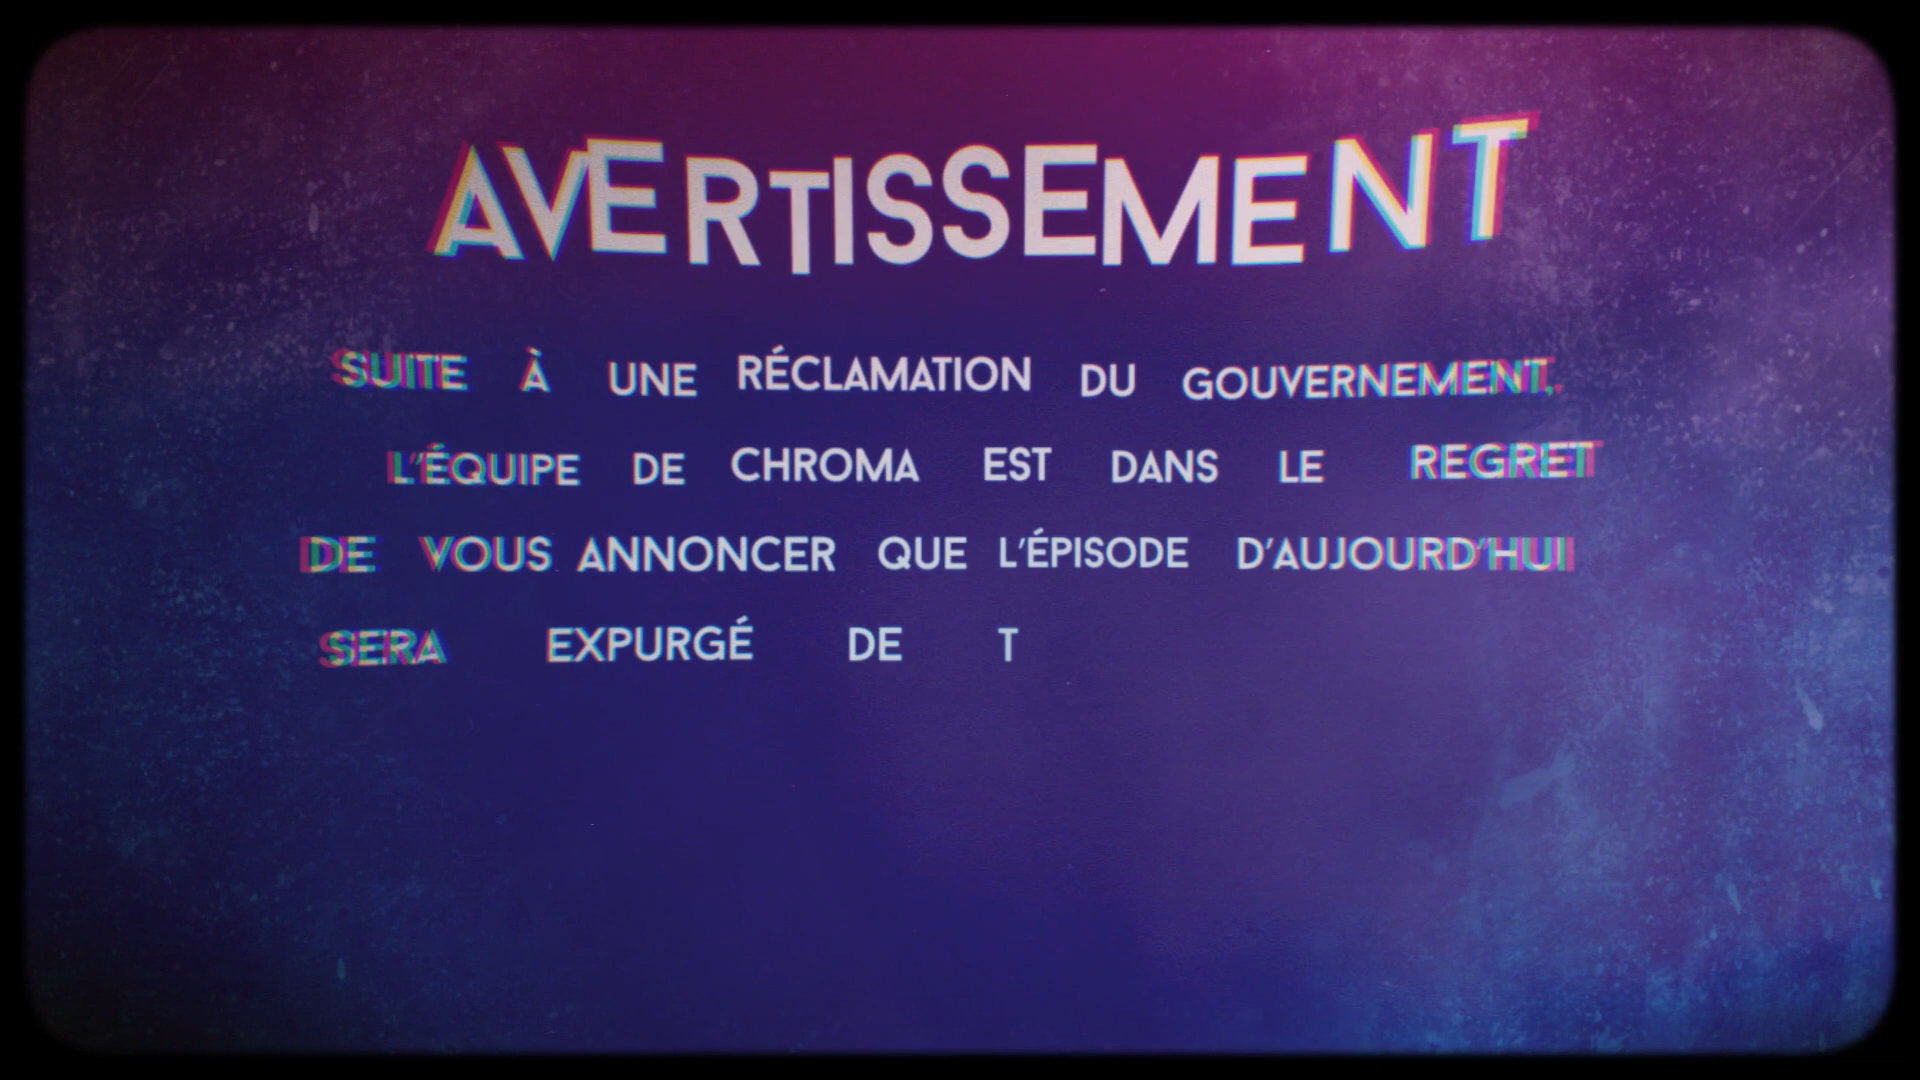 AVERTISSEMENT
SUITE À UNE RÉCLAMATION DU GOUVERNEMENT,
L'ÉQUIPE DE CHROMA EST DANS LE REGRET
DE VOUS ANNONCER QUE L'ÉPISODE D'AUJOURD'HUI
SERA EXPURGÉ DE T